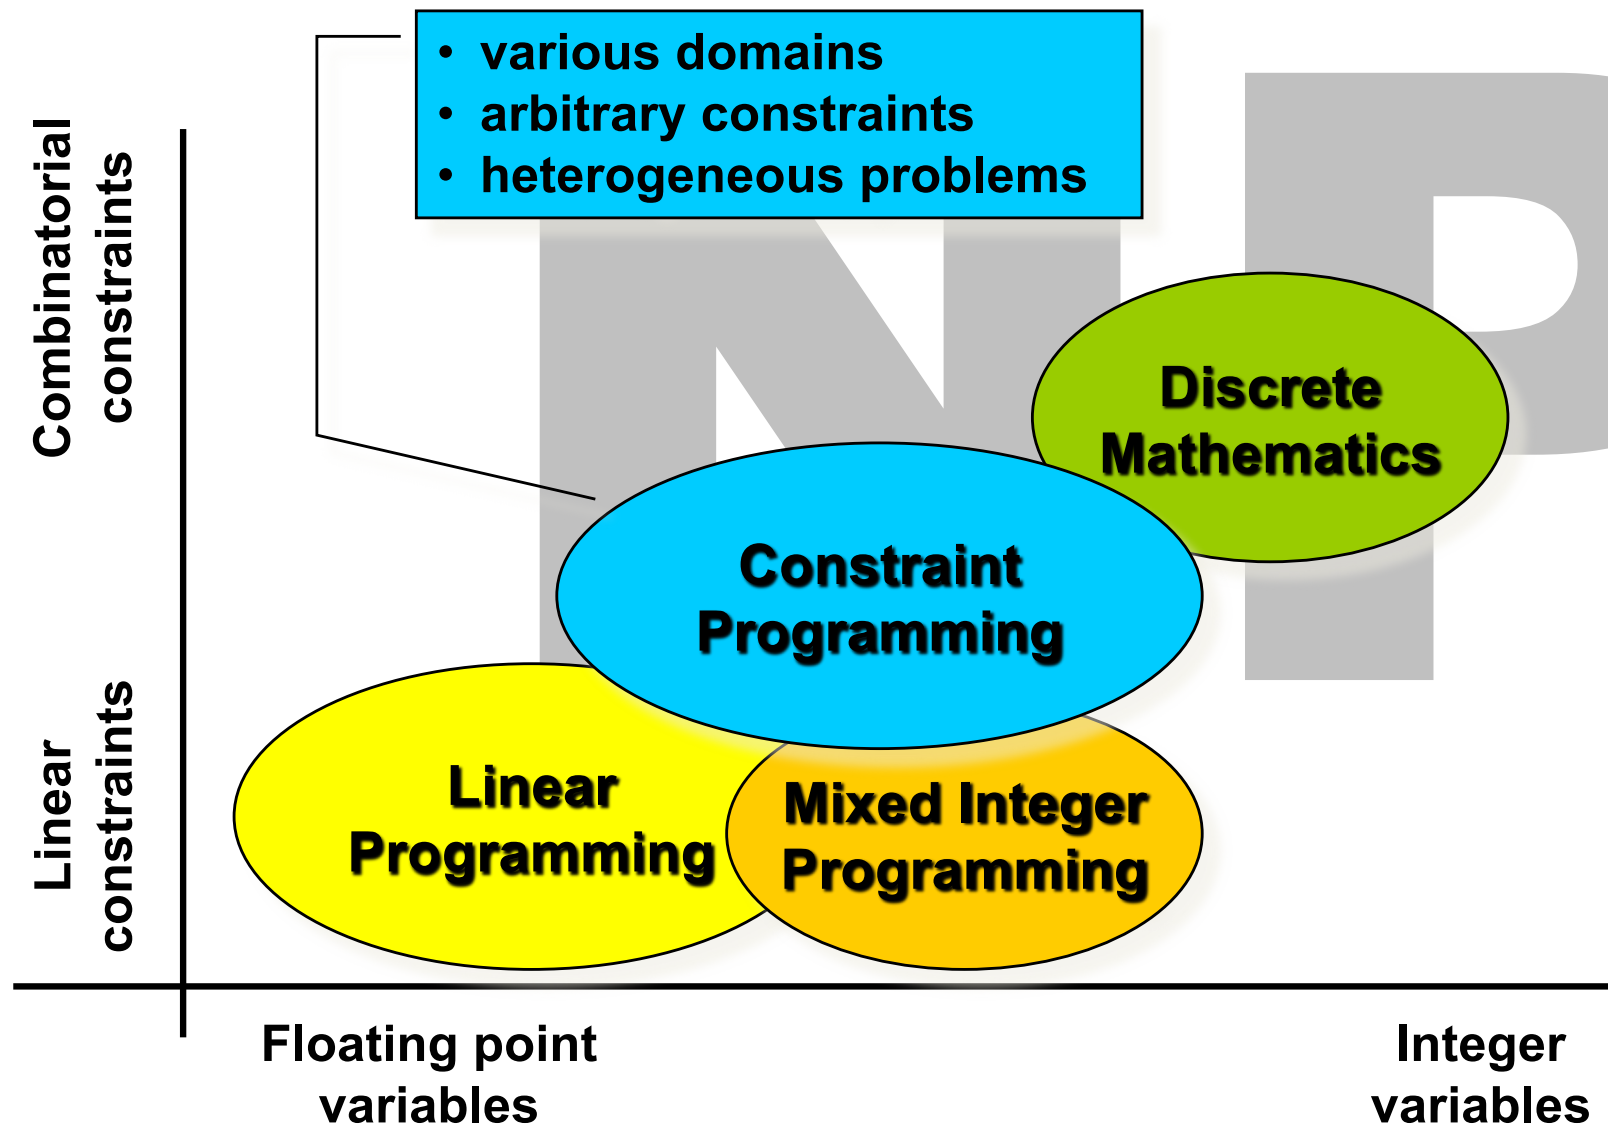 • various domains
• arbitrary constraints
• heterogeneous problems
NP
Combinatorial
constraints
Discrete
Mathematics
Constraint
Programming
Linear
constraints
Linear
Programming
Mixed Integer
Programming
Floating point
variables
Integer
variables